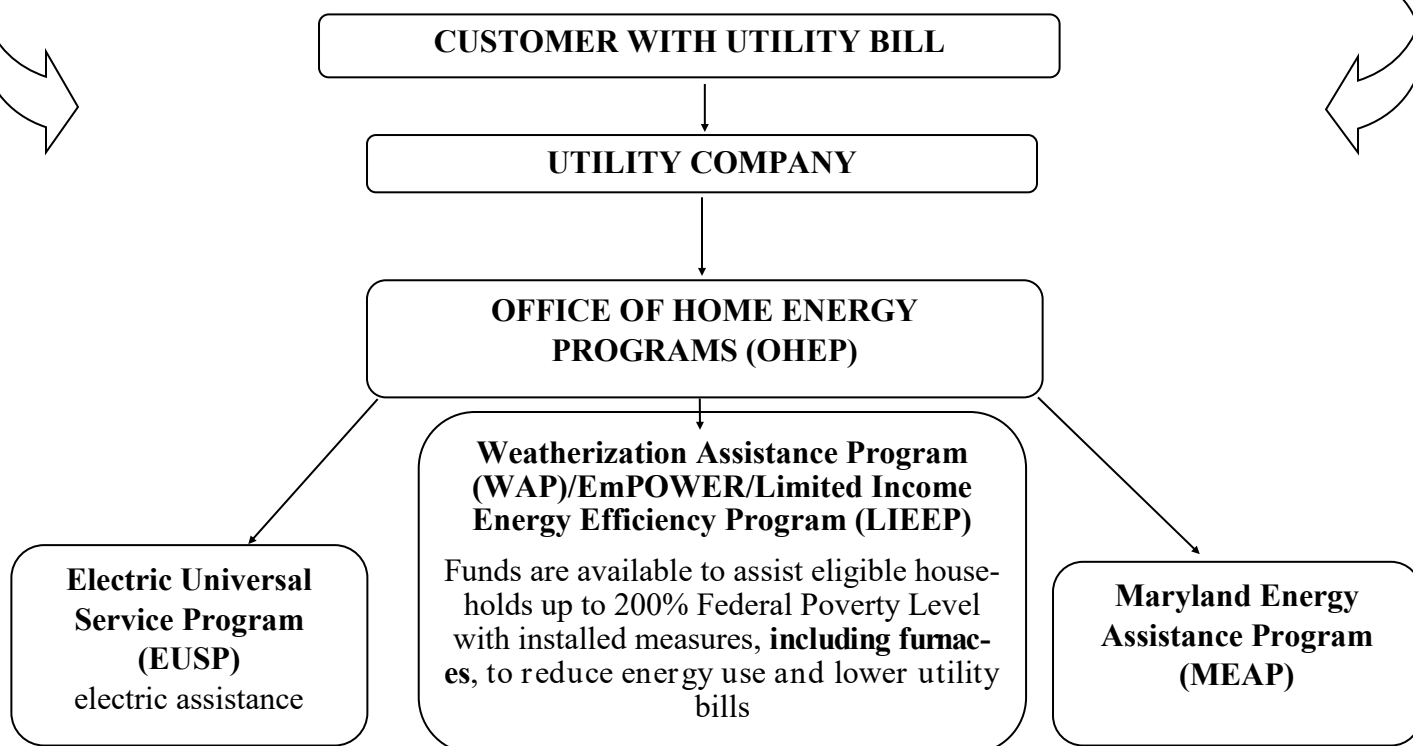 CUSTOMER WITH UTILITY BILL
UTILITY COMPANY
OFFICE OF HOME ENERGY
PROGRAMS (OHEP)
Weatherization Assistance Program
(WAP)/EmPOWER/Limited Income
Energy Efficiency Program (LIEEP)
Funds are available to assist eligible house-
holds up to 200% Federal Poverty Level
with installed measures, including furnac-
es, to reduce energy use and lower utility
bills
Electric Universal
Service Program
(EUSP)
electric assistance
Maryland Energy
Assistance Program
(MEAP)